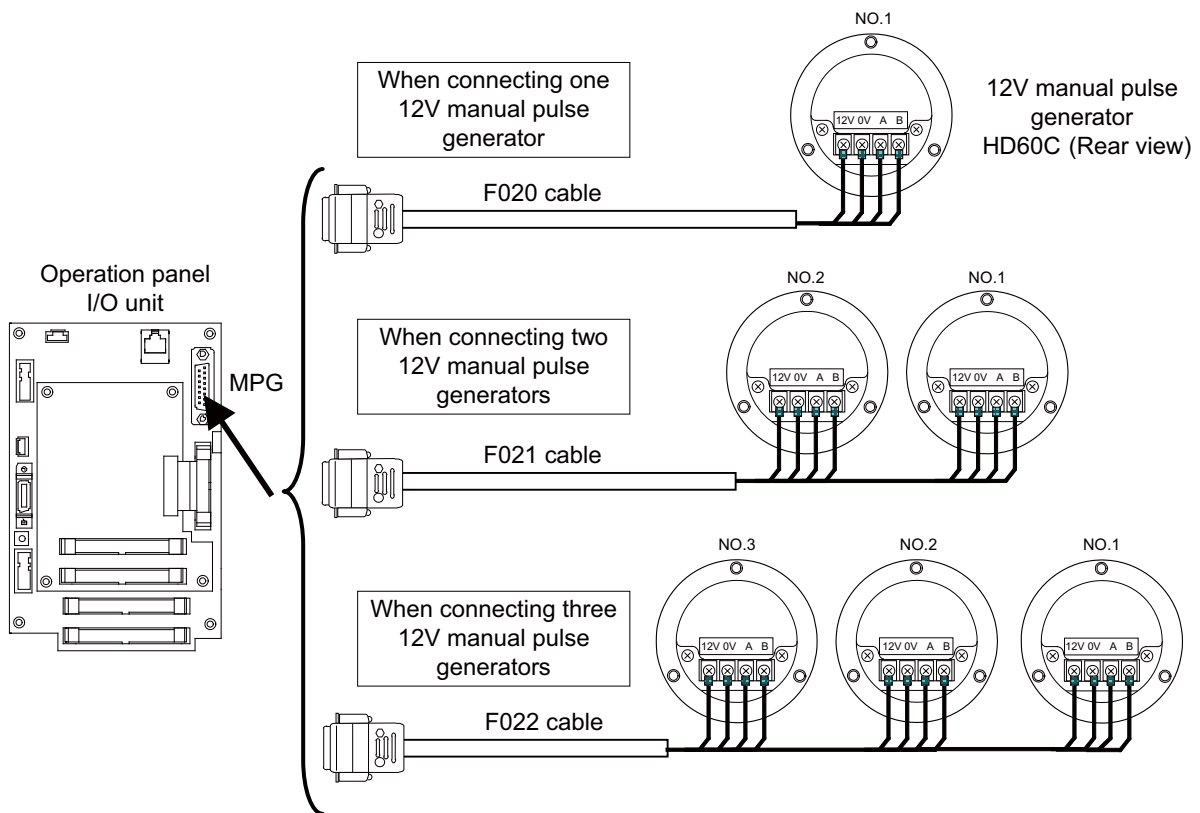 NO.1
When connecting one
12V manual pulse
generator
12V 0V A B
12V manual pulse
generator
HD60C (Rear view)
F020 cable
Operation panel
I/O unit
MPG
NO.2
NO.1
When connecting two
12V manual pulse
generators
12V 0V A B
12V 0V A B
F021 cable
NO.3
NO.2
NO.1
When connecting three
12V manual pulse
generators
12V 0V A B
12V 0V A B
12V 0V A B
F022 cable